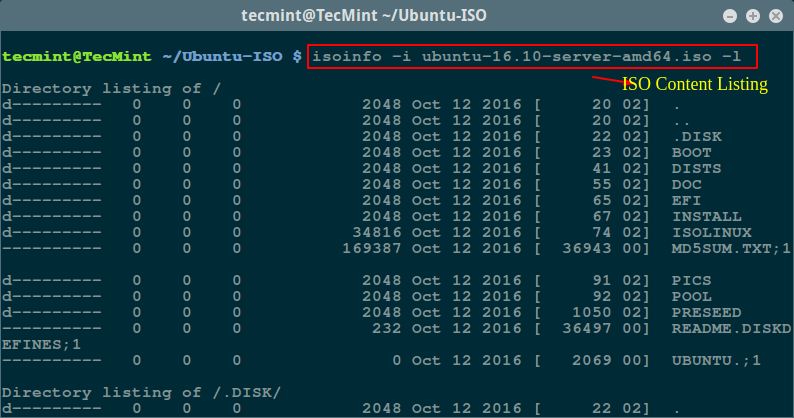 tecmint@TecMint ~/Ubuntu-ISO
tecmint@TecMint ~/Ubuntu-ISO $ isoinfo -i ubuntu-16.10-server-amd64.iso -l
ISO Content Listing
Directory listing of /
d--------- 0 0 0 2048 Oct 12 2016 [ 20 02] .
d--------- 0 0 0 2048 Oct 12 2016 [ 20 02] ..
d--------- 0 0 0 2048 Oct 12 2016 [ 22 02] .DISK
d--------- 0 0 0 2048 Oct 12 2016 [ 23 02] BOOT
d--------- 0 0 0 2048 Oct 12 2016 [ 41 02] DISTS
d--------- 0 0 0 2048 Oct 12 2016 [ 55 02] DOC
d--------- 0 0 0 2048 Oct 12 2016 [ 65 02] EFI
d--------- 0 0 0 2048 Oct 12 2016 [ 67 02] INSTALL
d--------- 0 0 0 34816 Oct 12 2016 [ 74 02] ISOLINUX
---------- 0 0 0 169387 Oct 12 2016 [ 36943 00] MD5SUM.TXT;1
d--------- 0 0 0 2048 Oct 12 2016 [ 91 02] PICS
d--------- 0 0 0 2048 Oct 12 2016 [ 92 02] POOL
d--------- 0 0 0 2048 Oct 12 2016 [ 1050 02] PRESEED
---------- 0 0 0 232 Oct 12 2016 [ 36497 00] README.DISKD
EFINES;1
---------- 0 0 0 0 Oct 12 2016 [ 2069 00] UBUNTU.;1
Directory listing of /.DISK/
d--------- 0 0 0 2048 Oct 12 2016 [ 22 02] .